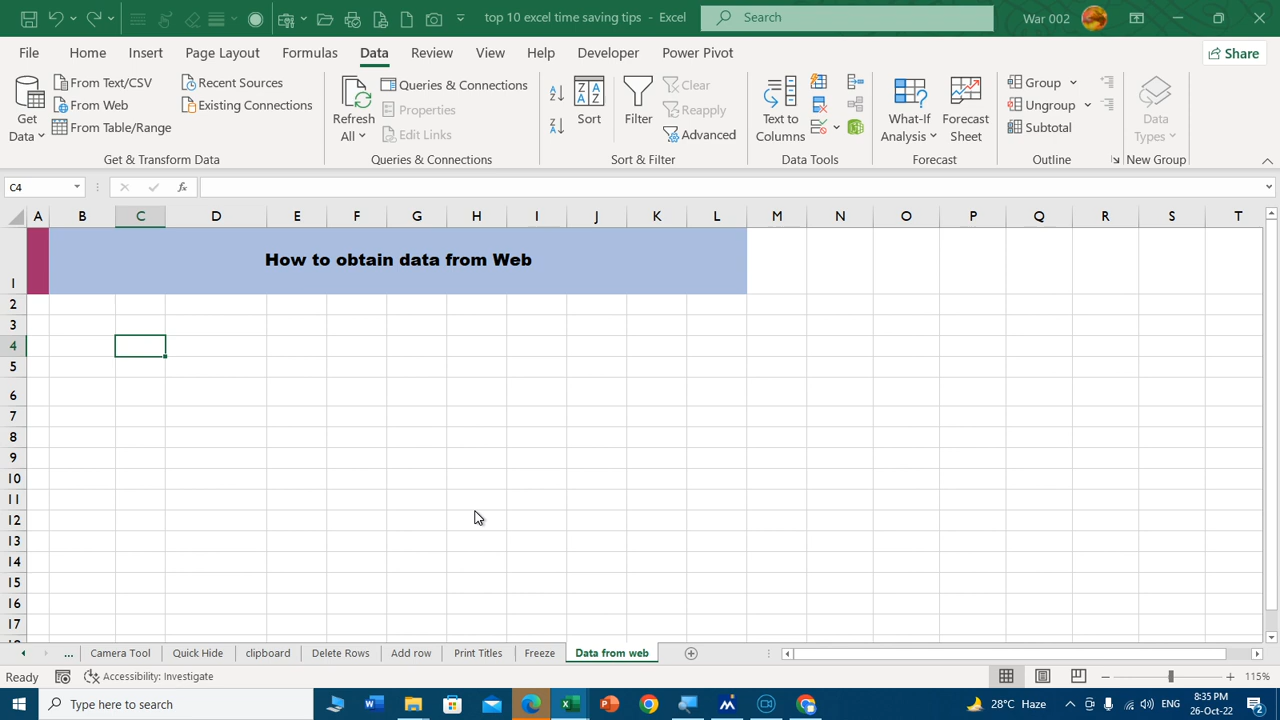 top 10 excel time saving tips - Excel
Search
War 002
File Home Insert Page Layout Formulas Data Review View Help Developer Power Pivot
Share
Get Data
From Text/CSV
From Web
From Table/Range
Recent Sources
Existing Connections
Get & Transform Data
Refresh All
Queries & Connections
Properties
Edit Links
Queries & Connections
Sort
Filter
Clear
Reapply
Advanced
Sort & Filter
Text to Columns
Data Tools
What-If Analysis
Forecast Sheet
Forecast
Group
Ungroup
Subtotal
Outline
Data Types
New Group
C4
fx
A B C D E F G H I J K L M N O P Q R S T
1
How to obtain data from Web
2
3
4
5
6
7
8
9
10
11
12
13
14
15
16
17
... Camera Tool Quick Hide clipboard Delete Rows Add row Print Titles Freeze Data from web
Ready
Accessibility: Investigate
115%
Type here to search
28°C Haze
ENG
8:35 PM
26-Oct-22
2